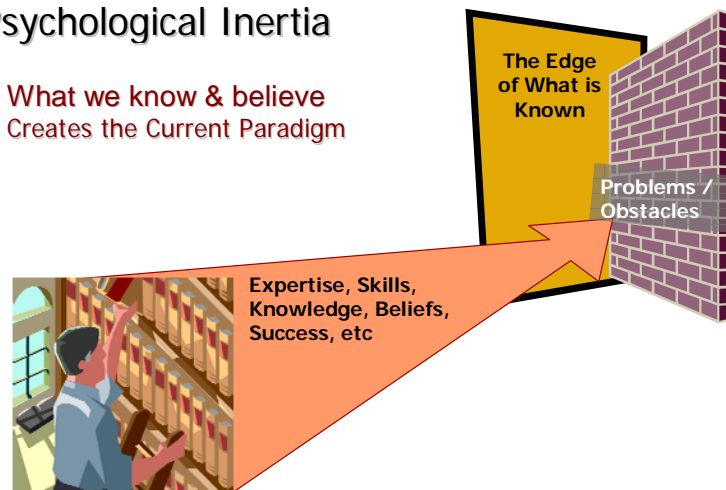 Psychological Inertia
What we know & believe
Creates the Current Paradigm
The Edge
of What is
Known
Problems /
Obstacles
Expertise, Skills,
Knowledge, Beliefs,
Success, etc